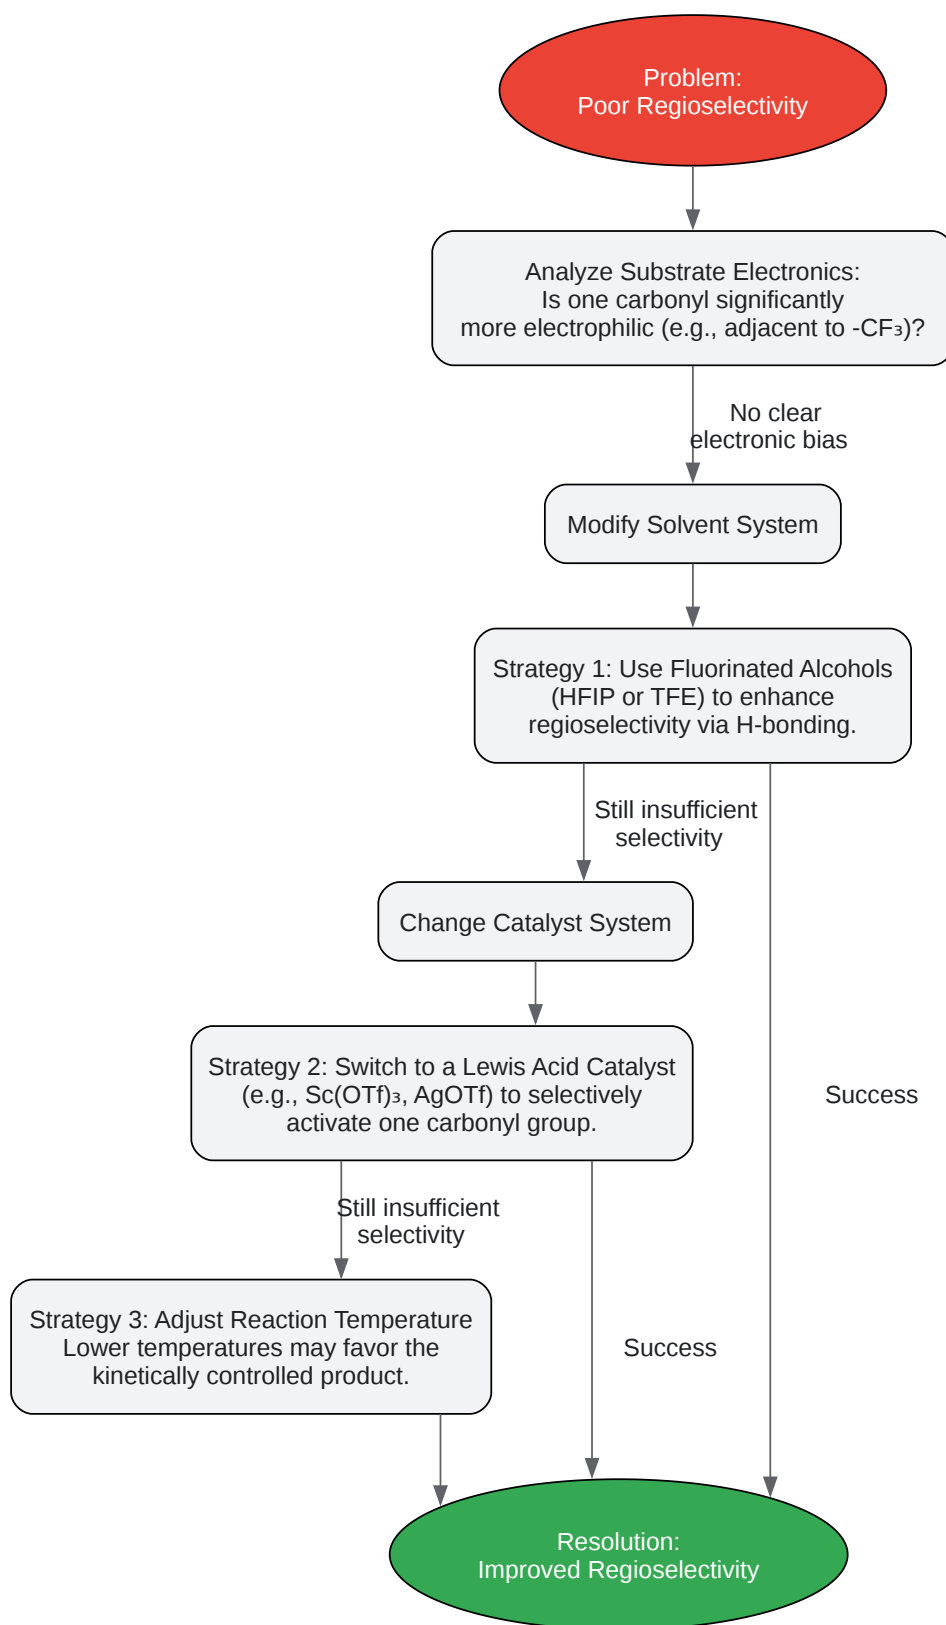 Problem:
Poor Regioselectivity
Analyze Substrate Electronics:
Is one carbonyl significantly
more electrophilic (e.g., adjacent to -CF₃)?
No clear
electronic bias
Modify Solvent System
Strategy 1: Use Fluorinated Alcohols
(HFIP or TFE) to enhance
regioselectivity via H-bonding.
Still insufficient
selectivity
Change Catalyst System
Strategy 2: Switch to a Lewis Acid Catalyst
(e.g., Sc(OTf)₃, AgOTf) to selectively
activate one carbonyl group.
Success
Still insufficient
selectivity
Strategy 3: Adjust Reaction Temperature
Lower temperatures may favor the
kinetically controlled product.
Success
Resolution:
Improved Regioselectivity